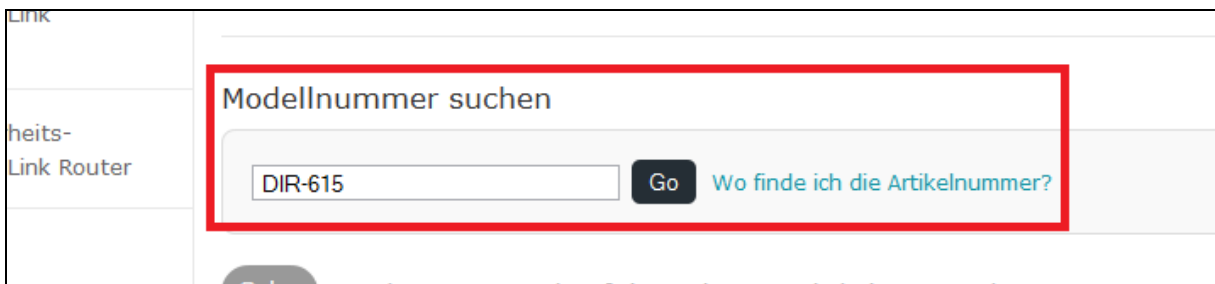 Link
heits-
Link Router
Modellnummer suchen
DIR-615
Go
Wo finde ich die Artikelnummer?